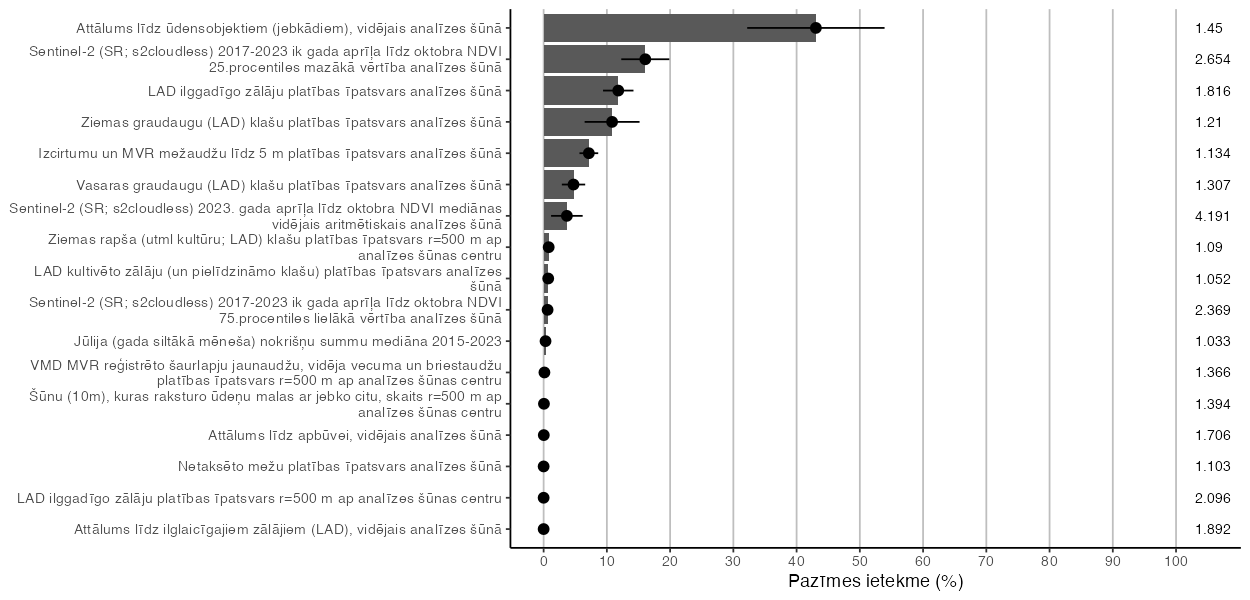 Attālums līdz ūdensobjektiem (jebkādiem), vidējais analīzes šūnā
1.45
Sentinel-2 (SR; s2cloudless) 2017-2023 ik gada aprīļa līdz oktobra NDVI
25.procentiles mazākā vērtība analīzes šūnā
2.654
LAD ilggadīgo zālāju platības īpatsvars analīzes šūnā
1.816
Ziemas graudaugu (LAD) klašu platības īpatsvars analīzes šūnā
1.21
Izcirtumu un MVR mežaudžu līdz 5 m platības īpatsvars analīzes šūnā
1.134
Vasaras graudaugu (LAD) klašu platības īpatsvars analīzes šūnā
1.307
Sentinel-2 (SR; s2cloudless) 2023. gada aprīļa līdz oktobra NDVI mediānas
vidējais aritmētiskais analīzes šūnā
4.191
Ziemas rapša (utml kultūru; LAD) klašu platības īpatsvars r=500 m ap
analīzes šūnas centru
1.09
LAD kultivēto zālāju (un pielīdzināmo klašu) platības īpatsvars analīzes
šūnā
1.052
Sentinel-2 (SR; s2cloudless) 2017-2023 ik gada aprīļa līdz oktobra NDVI
75.procentiles lielākā vērtība analīzes šūnā
2.369
Jūlija (gada siltākā mēneša) nokrišņu summu mediāna 2015-2023
1.033
VMD MVR reģistrēto šaurlapju jaunaudžu, vidēja vecuma un briestaudžu
platības īpatsvars r=500 m ap analīzes šūnas centru
1.366
Šūnu (10m), kuras raksturo ūdeņu malas ar jebko citu, skaits r=500 m ap
analīzes šūnas centru
1.394
Attālums līdz apbūvei, vidējais analīzes šūnā
1.706
Netaksēto mežu platības īpatsvars analīzes šūnā
1.103
LAD ilggadīgo zālāju platības īpatsvars r=500 m ap analīzes šūnas centru
2.096
Attālums līdz ilglaicīgajiem zālājiem (LAD), vidējais analīzes šūnā
1.892
0 10 20 30 40 50 60 70 80 90 100
Pazīmes ietekme (%)